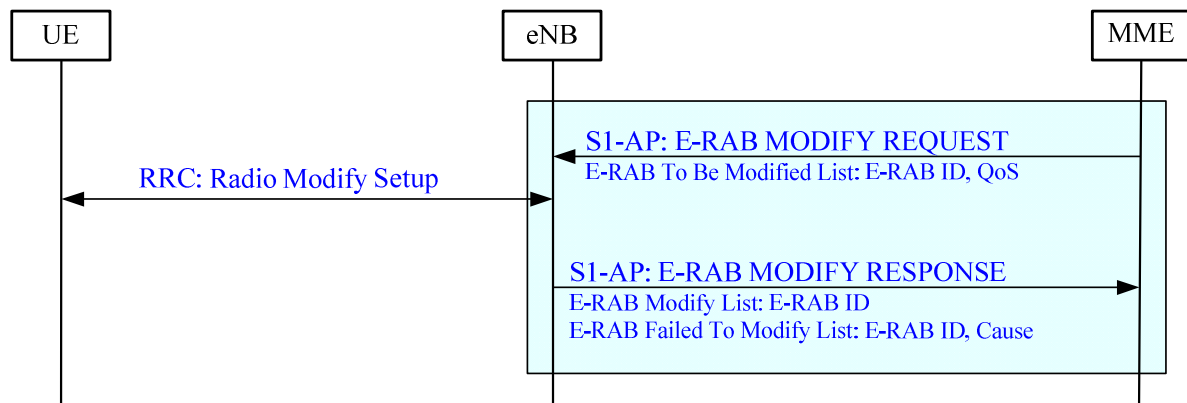 UE
eNB
MME
S1-AP: E-RAB MODIFY REQUEST
E-RAB To Be Modified List: E-RAB ID, QoS
RRC: Radio Modify Setup
S1-AP: E-RAB MODIFY RESPONSE
E-RAB Modify List: E-RAB ID
E-RAB Failed To Modify List: E-RAB ID, Cause